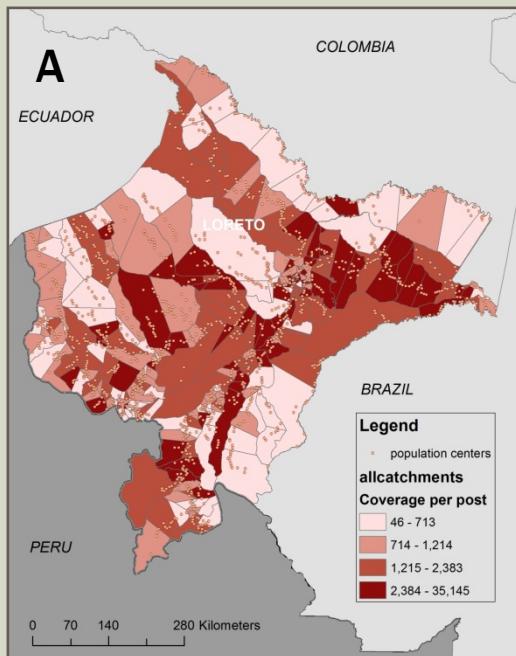 A
COLOMBIA
ECUADOR
LORETO
BRAZIL
Legend
population centers
allcatchments
Coverage per post
46 - 713
714 - 1,214
1,215 - 2,383
2,384 - 35,145
PERU
0 70 140 280 Kilometers